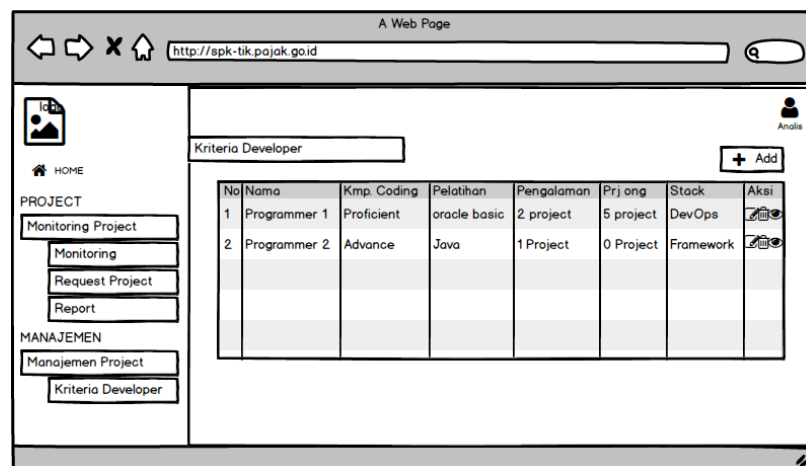 A Web Page
http://spk-tik.pajak.go.id
logo
Analis
HOME
Kriteria Developer
Add
PROJECT
Monitoring Project
Monitoring
Request Project
Report
MANAJEMEN
Manajemen Project
Kriteria Developer
No Nama Kmp. Coding Pelatihan Pengalaman Prj ong Stack Aksi
1 Programmer 1 Proficient oracle basic 2 project 5 project DevOps
2 Programmer 2 Advance Java 1 Project 0 Project Framework